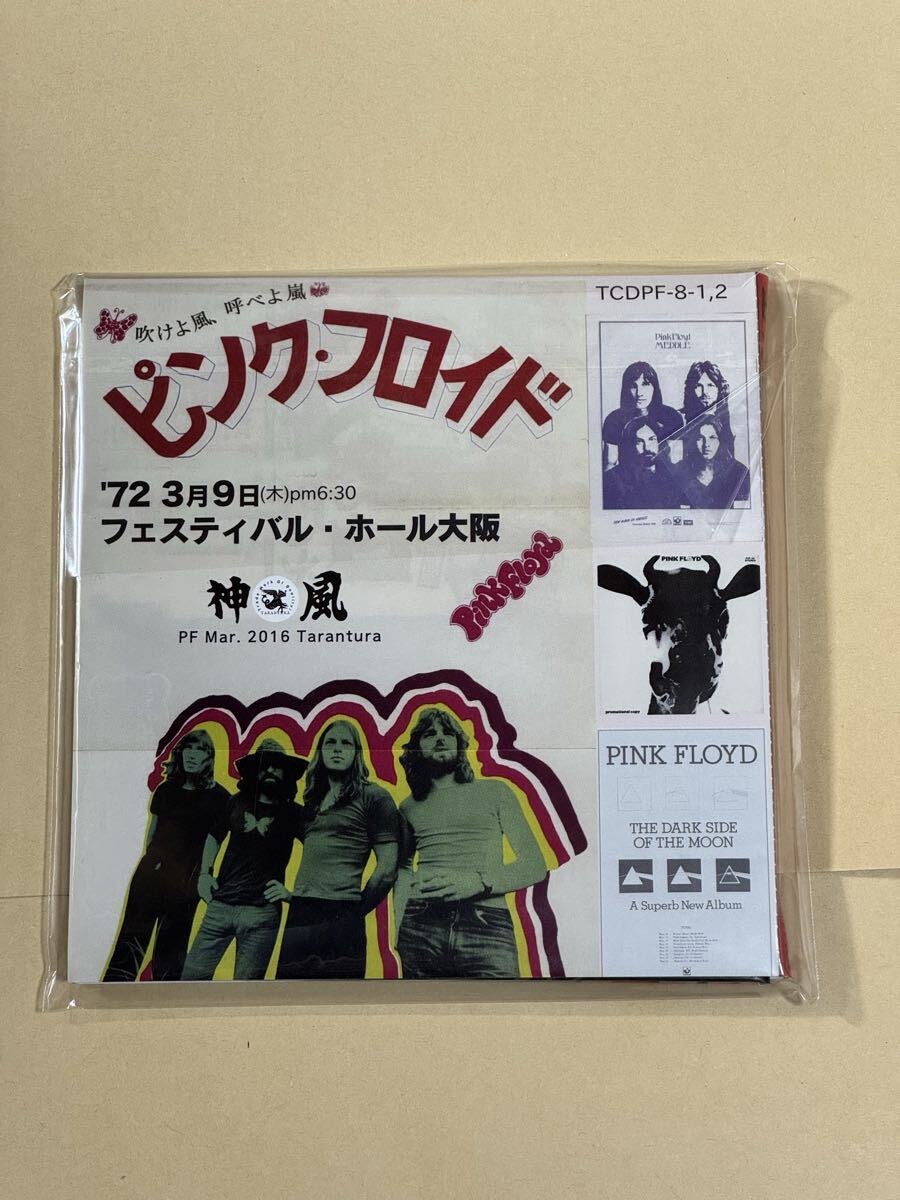 吹けよ風、呼べよ嵐
ピンク・フロイド
'72 3月9日(木)pm6:30
フェスティバル・ホール大阪
神風
TARANTURA
PF Mar. 2016 Tarantura
Pink Floyd
TCDPF-8-1,2
Pink Floyd
MEDDLE
PINK FLOYD
promotional copy
PINK FLOYD
THE DARK SIDE
OF THE MOON
A Superb New Album